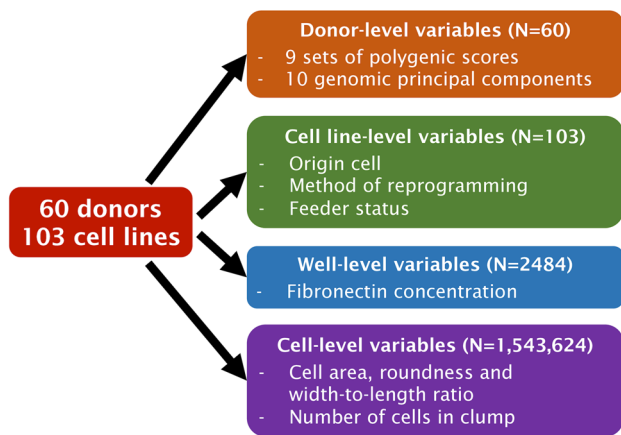 60 donors
103 cell lines
Donor-level variables (N=60)
- 9 sets of polygenic scores
- 10 genomic principal components
Cell line-level variables (N=103)
- Origin cell
- Method of reprogramming
- Feeder status
Well-level variables (N=2484)
- Fibronectin concentration
Cell-level variables (N=1,543,624)
- Cell area, roundness and
width-to-length ratio
- Number of cells in clump